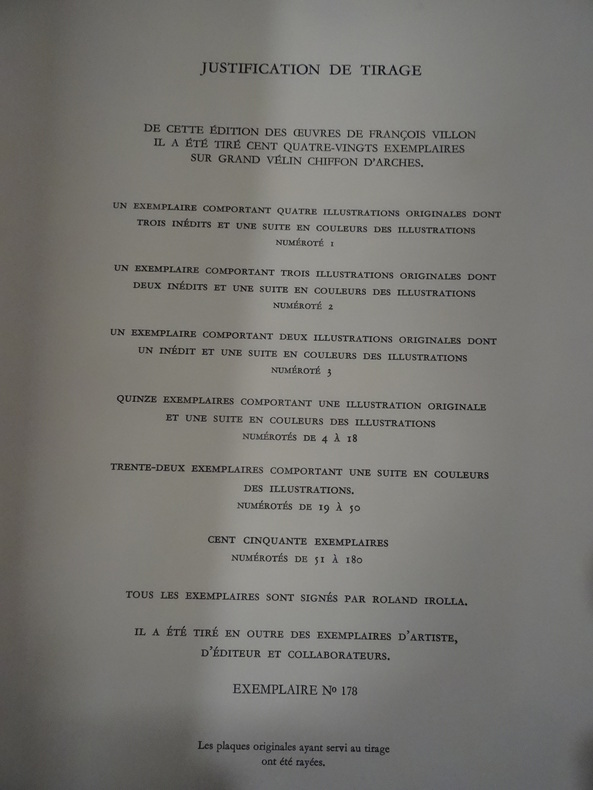 JUSTIFICATION DE TIRAGE
DE CETTE ÉDITION DES ŒUVRES DE FRANÇOIS VILLON
IL A ÉTÉ TIRÉ CENT QUATRE-VINGTS EXEMPLAIRES
SUR GRAND VÉLIN CHIFFON D'ARCHES.
UN EXEMPLAIRE COMPORTANT QUATRE ILLUSTRATIONS ORIGINALES DONT
TROIS INÉDITS ET UNE SUITE EN COULEURS DES ILLUSTRATIONS
NUMÉROTÉ 1
UN EXEMPLAIRE COMPORTANT TROIS ILLUSTRATIONS ORIGINALES DONT
DEUX INÉDITS ET UNE SUITE EN COULEURS DES ILLUSTRATIONS
NUMÉROTÉ 2
UN EXEMPLAIRE COMPORTANT DEUX ILLUSTRATIONS ORIGINALES DONT
UN INÉDIT ET UNE SUITE EN COULEURS DES ILLUSTRATIONS
NUMÉROTÉ 3
QUINZE EXEMPLAIRES COMPORTANT UNE ILLUSTRATION ORIGINALE
ET UNE SUITE EN COULEURS DES ILLUSTRATIONS
NUMÉROTÉS DE 4 À 18
TRENTE-DEUX EXEMPLAIRES COMPORTANT UNE SUITE EN COULEURS
DES ILLUSTRATIONS.
NUMÉROTÉS DE 19 À 50
CENT CINQUANTE EXEMPLAIRES
NUMÉROTÉS DE 51 À 180
TOUS LES EXEMPLAIRES SONT SIGNÉS PAR ROLAND IROLLA.
IL A ÉTÉ TIRÉ EN OUTRE DES EXEMPLAIRES D'ARTISTE,
D'ÉDITEUR ET COLLABORATEURS.
EXEMPLAIRE Nº 178
Les plaques originales ayant servi au tirage
ont été rayées.